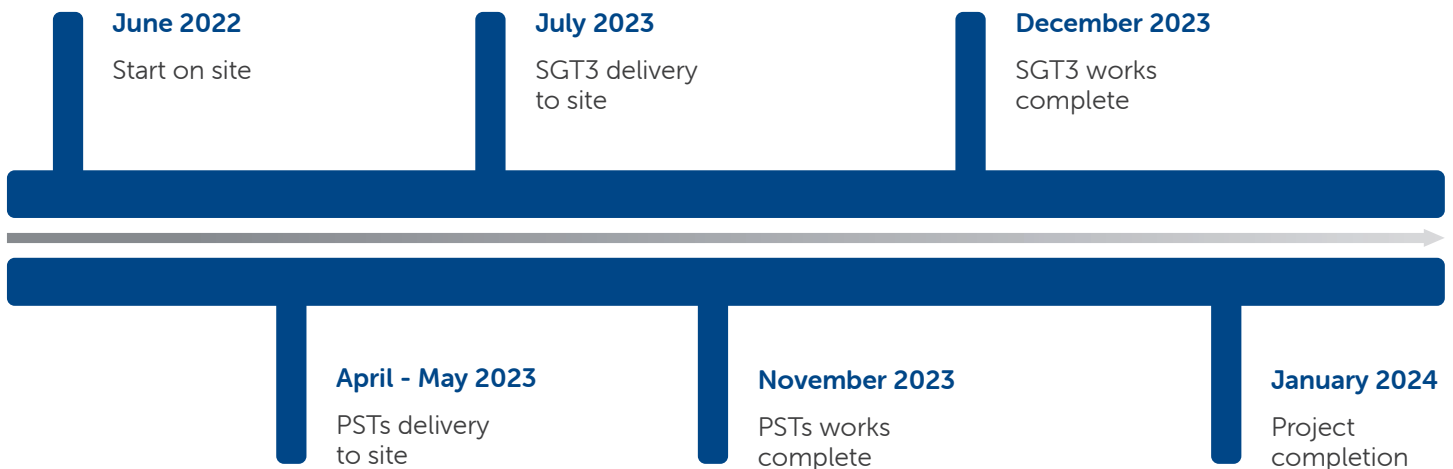 June 2022
Start on site
July 2023
SGT3 delivery
to site
December 2023
SGT3 works
complete
April - May 2023
PSTs delivery
to site
November 2023
PSTs works
complete
January 2024
Project
completion